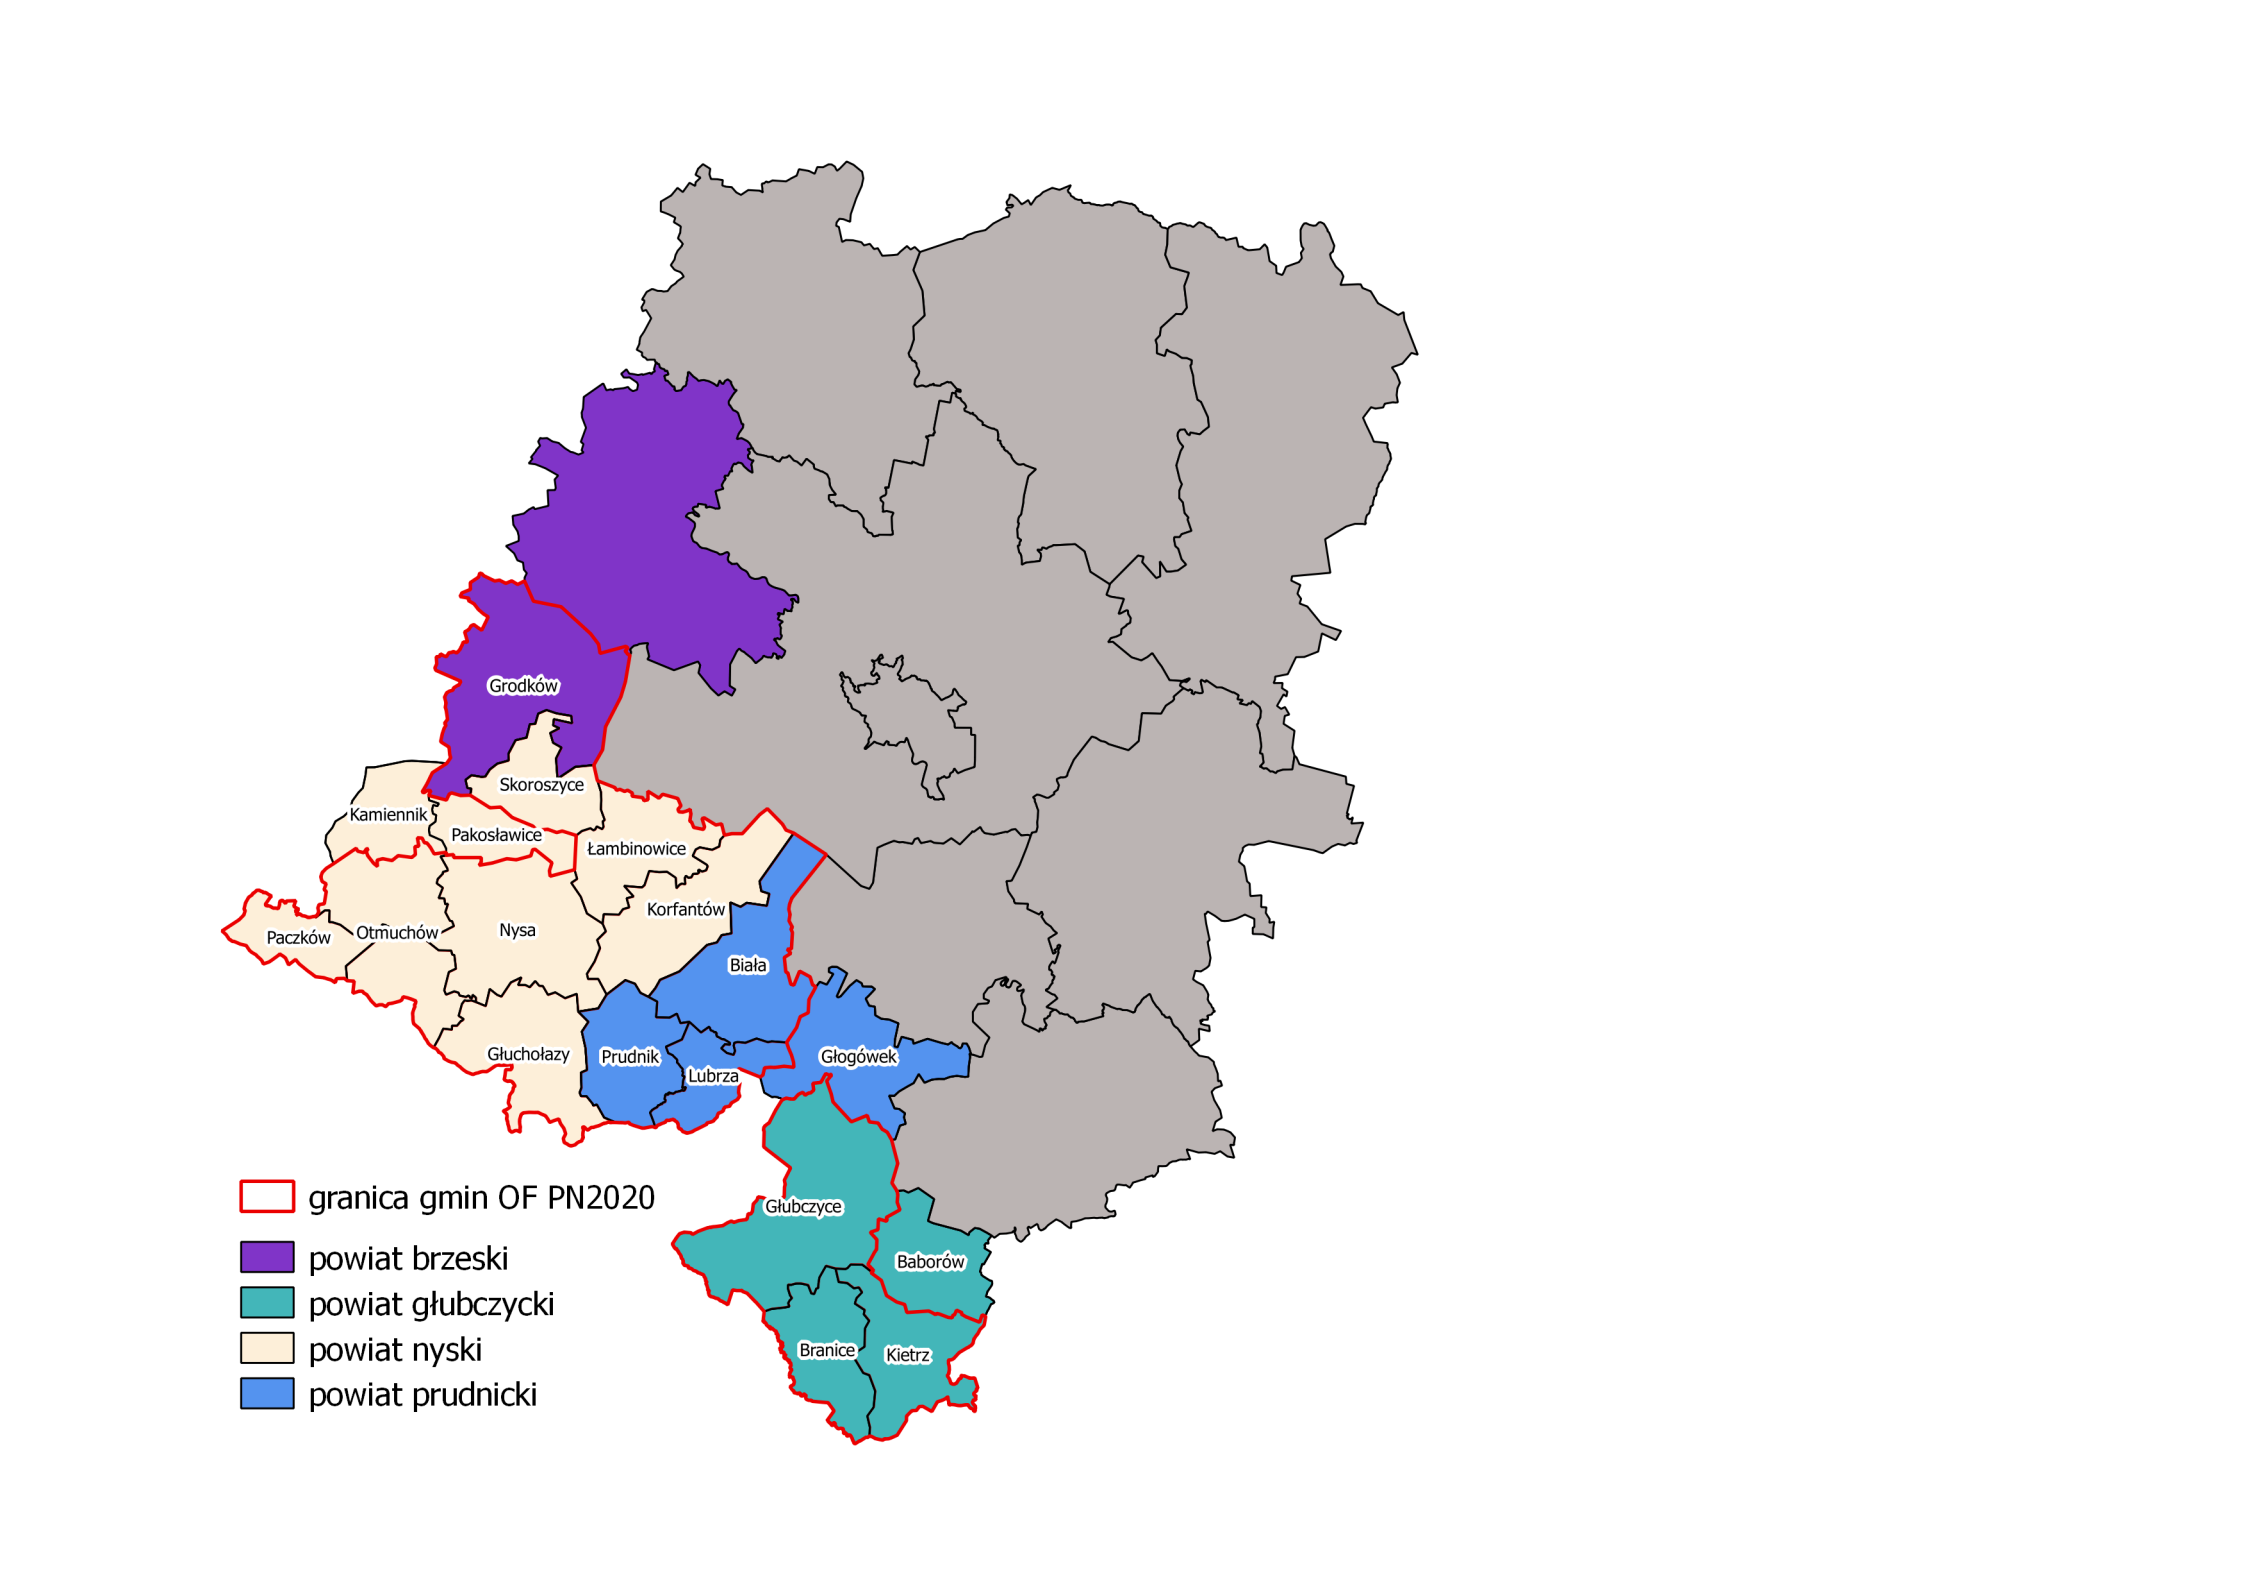 Grodków
Skoroszyce
Kamiennik
Pakosławice
Łambinowice
Korfantów
Nysa
Otmuchów
Paczków
Biała
Głuchołazy
Prudnik
Głogówek
Lubrza
Głubczyce
Baborów
Branice
Kietrz
granica gmin OF PN2020
powiat brzeski
powiat głubczycki
powiat nyski
powiat prudnicki